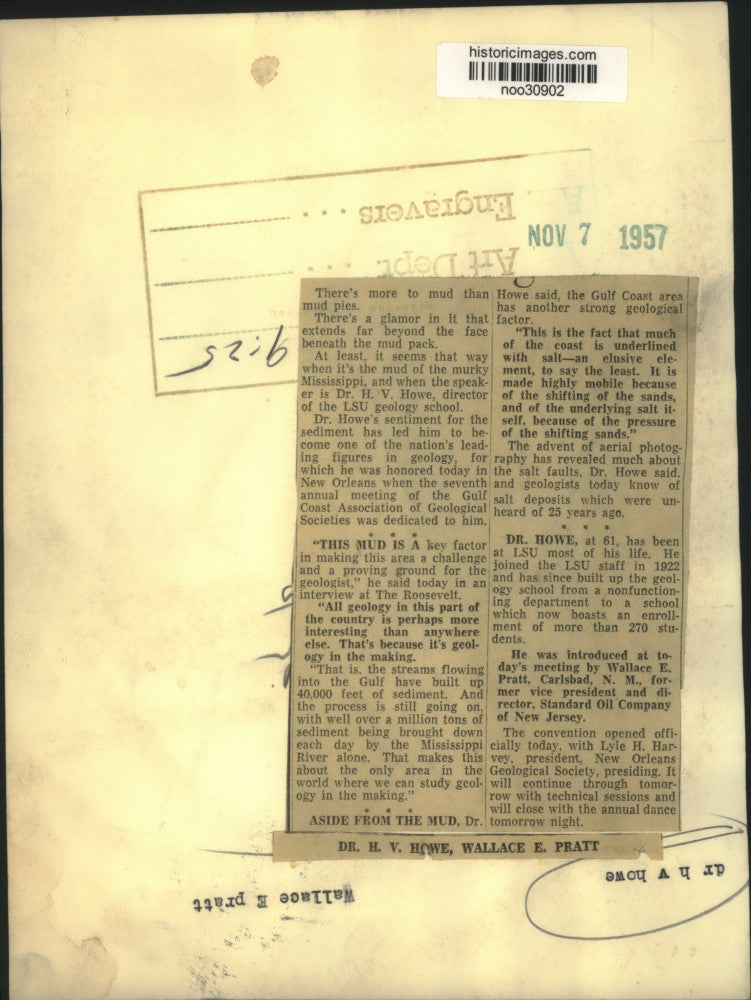 historicimages.com
noo30902
Engravers ...
NOV 7 1957
Art Dept. ...
9:25
There's more to mud than
mud pies.
There's a glamor in it that
extends far beyond the face
beneath the mud pack.
At least, it seems that way
when it's the mud of the murky
Mississippi, and when the speak-
er is Dr. H. V. Howe, director
of the LSU geology school.
Dr. Howe's sentiment for the
sediment has led him to be-
come one of the nation's lead-
ing figures in geology, for
which he was honored today in
New Orleans when the seventh
annual meeting of the Gulf
Coast Association of Geological
Societies was dedicated to him.
* * *
"THIS MUD IS A key factor
in making this area a challenge
and a proving ground for the
geologist," he said today in an
interview at The Roosevelt.
"All geology in this part of
the country is perhaps more
interesting than anywhere
else. That's because it's geol-
ogy in the making.
"That is, the streams flowing
into the Gulf have built up
40,000 feet of sediment. And
the process is still going on,
with well over a million tons of
sediment being brought down
each day by the Mississippi
River alone. That makes this
about the only area in the
world where we can study geol-
ogy in the making."
* * *
ASIDE FROM THE MUD, Dr.
Howe said, the Gulf Coast area
has another strong geological
factor.
"This is the fact that much
of the coast is underlined
with salt—an elusive ele-
ment, to say the least. It is
made highly mobile because
of the shifting of the sands,
and of the underlying salt it-
self, because of the pressure
of the shifting sands."
The advent of aerial photog-
raphy has revealed much about
the salt faults, Dr. Howe said,
and geologists today know of
salt deposits which were un-
heard of 25 years ago.
* * *
DR. HOWE, at 61, has been
at LSU most of his life. He
joined the LSU staff in 1922
and has since built up the geol-
ogy school from a nonfunction-
ing department to a school
which now boasts an enroll-
ment of more than 270 stu-
dents.
He was introduced at to-
day's meeting by Wallace E.
Pratt, Carlsbad, N. M., for-
mer vice president and di-
rector, Standard Oil Company
of New Jersey.
The convention opened offi-
cially today, with Lyle H. Har-
vey, president, New Orleans
Geological Society, presiding. It
will continue through tomor-
row with technical sessions and
will close with the annual dance
tomorrow night.
DR. H. V. HOWE, WALLACE E. PRATT
dr h v howe
Wallace E pratt